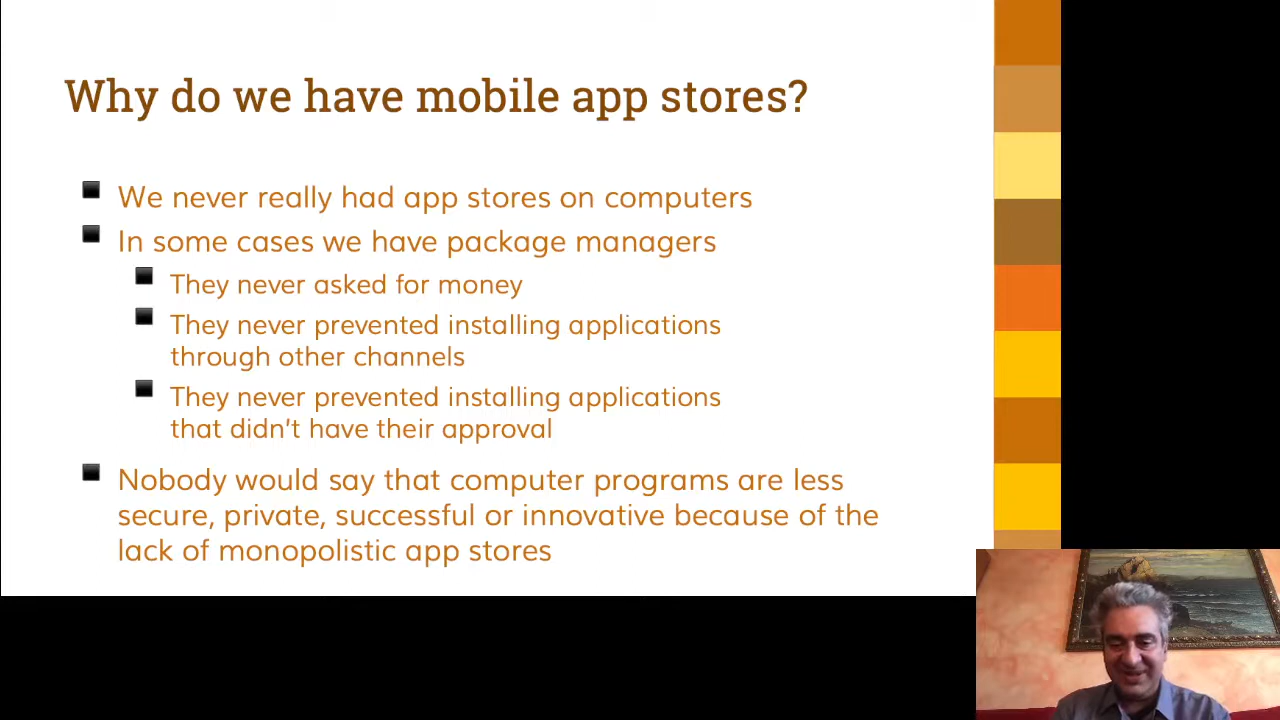 Why do we have mobile app stores?
We never really had app stores on computers
In some cases we have package managers
They never asked for money
They never prevented installing applications
through other channels
They never prevented installing applications
that didn't have their approval
Nobody would say that computer programs are less
secure, private, successful or innovative because of the
lack of monopolistic app stores